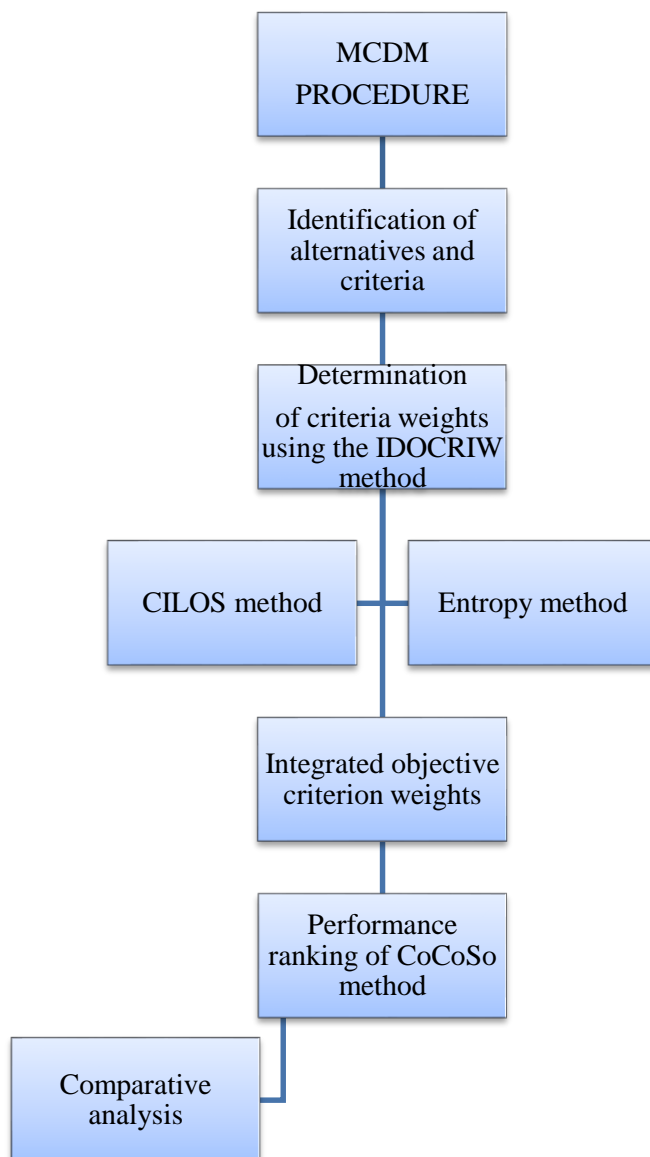 MCDM
PROCEDURE
Identification of
alternatives and
criteria
Determination
of criteria weights
using the IDOCRIW
method
CILOS method
Entropy method
Integrated objective
criterion weights
Performance
ranking of CoCoSo
method
Comparative
analysis